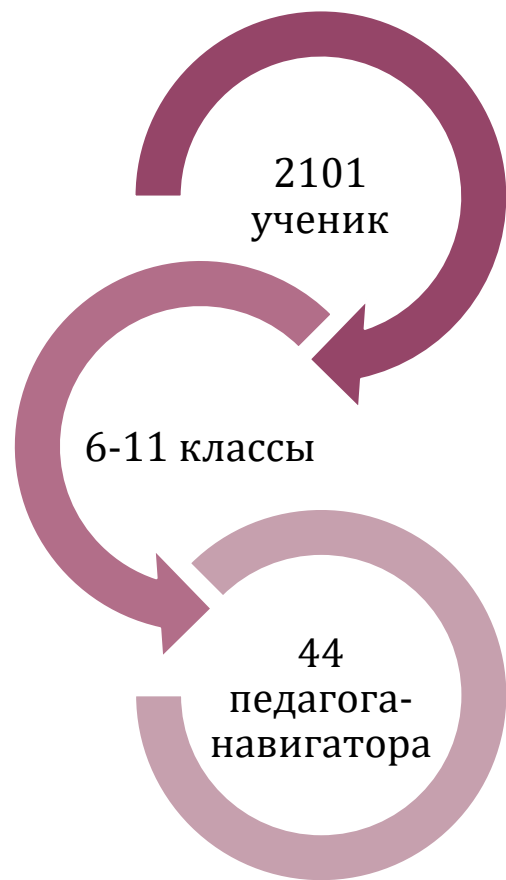 2101
ученик
6-11 классы
44
педагога-
навигатора